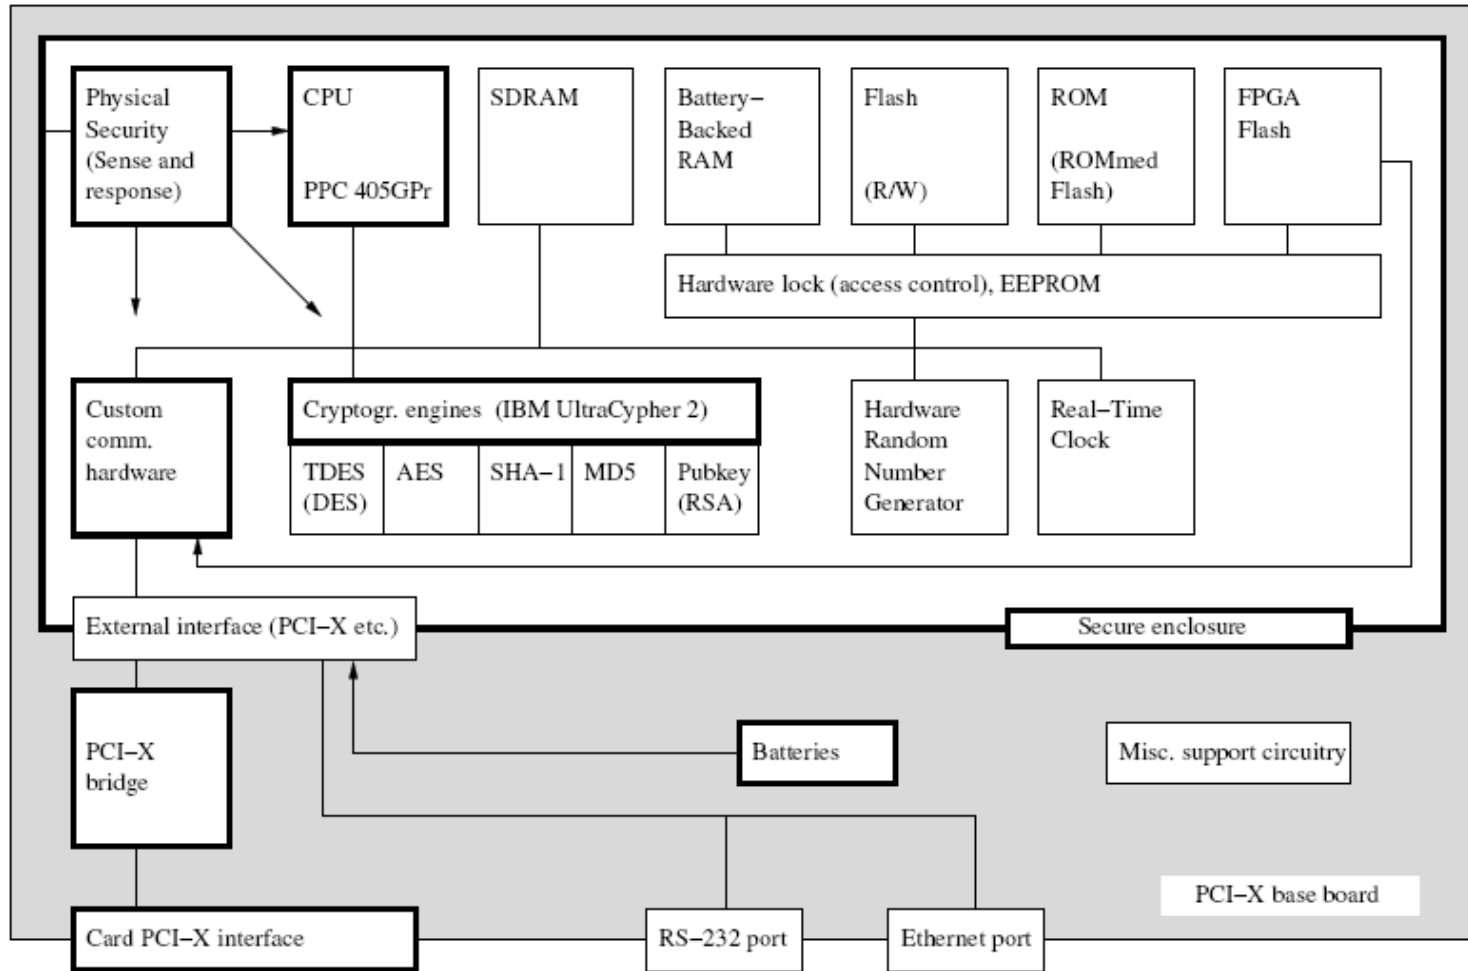 Physical
Security
(Sense and
response)
CPU
PPC 405GPr
SDRAM
Battery−
Backed
RAM
Flash
(R/W)
ROM
(ROMmed
Flash)
FPGA
Flash
Hardware lock (access control), EEPROM
Custom
comm.
hardware
Cryptogr. engines (IBM UltraCypher 2)
TDES
(DES)
AES
SHA−1
MD5
Pubkey
(RSA)
Hardware
Random
Number
Generator
Real−Time
Clock
External interface (PCI−X etc.)
Secure enclosure
PCI−X
bridge
Batteries
Misc. support circuitry
PCI−X base board
Card PCI−X interface
RS−232 port
Ethernet port